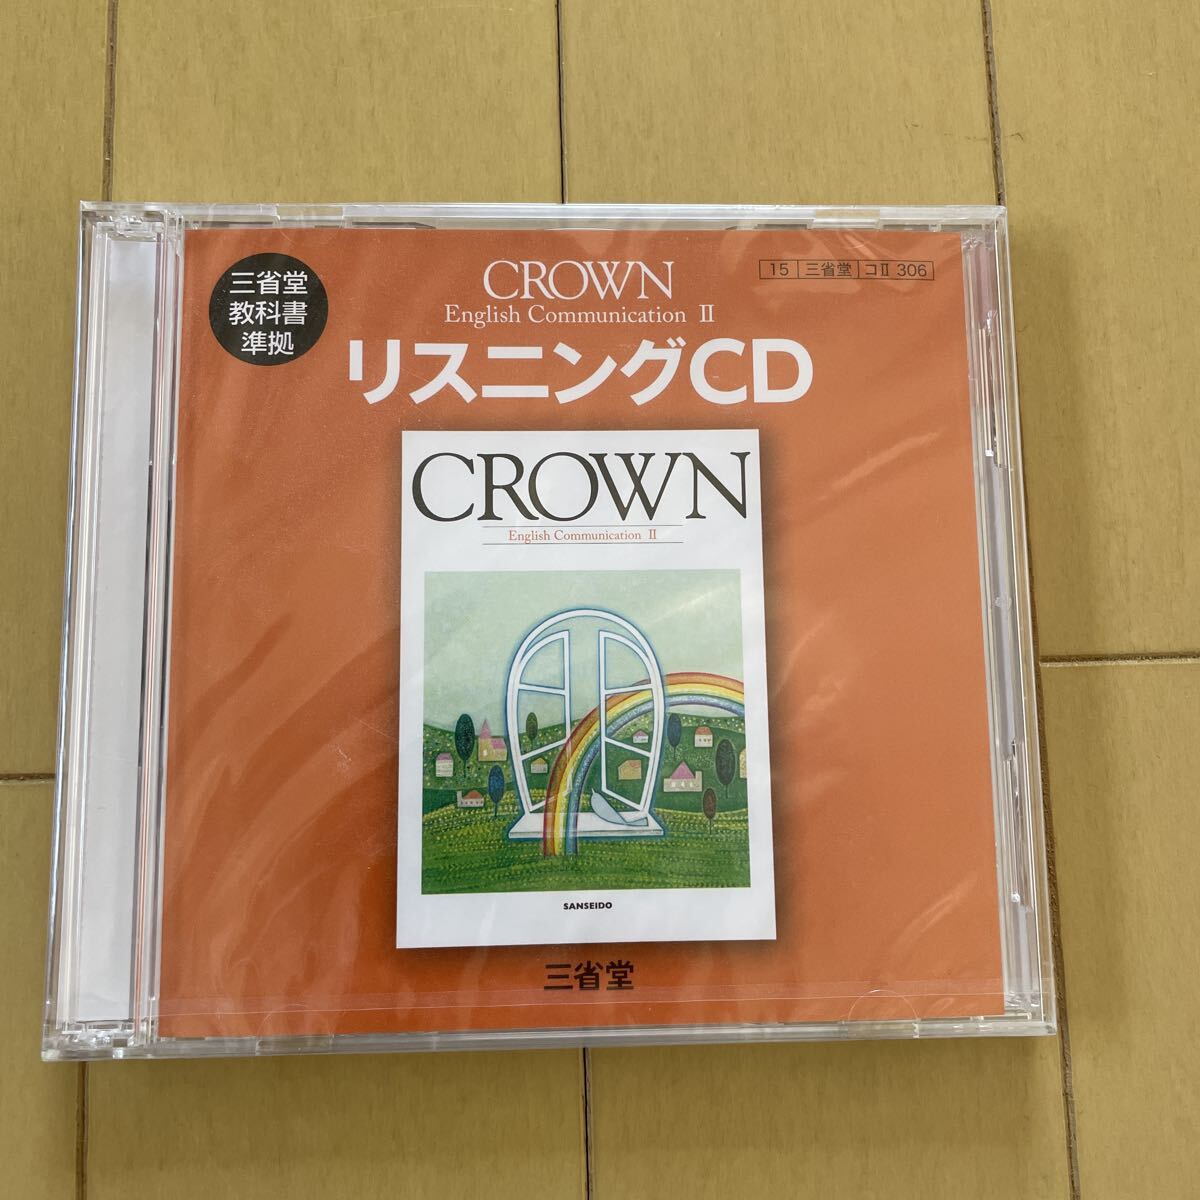 三省堂
教科書
準拠
CROWN
English Communication Ⅱ
15 三省堂 コⅡ 306
リスニングCD
CROWN
English Communication Ⅱ
SANSEIDO
三省堂